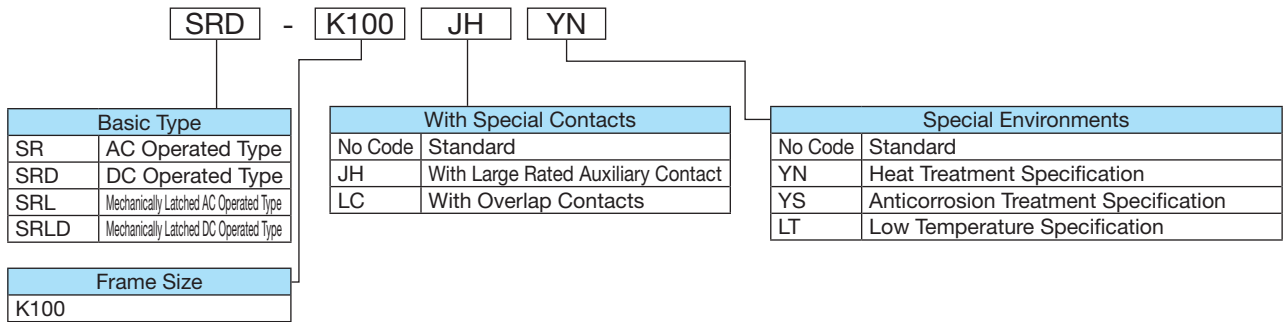 SRD - K100 JH YN
Basic Type
SR AC Operated Type
SRD DC Operated Type
SRL Mechanically Latched AC Operated Type
SRLD Mechanically Latched DC Operated Type
Frame Size
K100
With Special Contacts
No Code Standard
JH With Large Rated Auxiliary Contact
LC With Overlap Contacts
Special Environments
No Code Standard
YN Heat Treatment Specification
YS Anticorrosion Treatment Specification
LT Low Temperature Specification